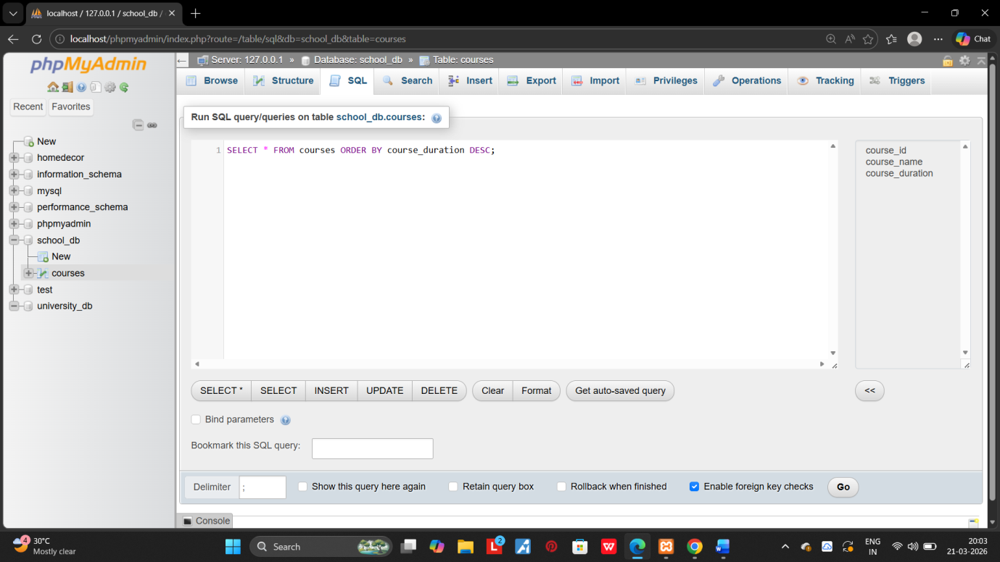 localhost / 127.0.0.1 / school_db /
localhost/phpmyadmin/index.php?route=/table/sql&db=school_db&table=courses
Chat
phpMyAdmin
Recent
Favorites
New
homedecor
information_schema
mysql
performance_schema
phpmyadmin
school_db
New
courses
test
university_db
Server: 127.0.0.1 » Database: school_db » Table: courses
Browse Structure SQL Search Insert Export Import Privileges Operations Tracking Triggers
Run SQL query/queries on table school_db.courses:
1 SELECT * FROM courses ORDER BY course_duration DESC;
course_id
course_name
course_duration
SELECT * SELECT INSERT UPDATE DELETE Clear Format Get auto-saved query <<
Bind parameters
Bookmark this SQL query:
Delimiter ; Show this query here again Retain query box Rollback when finished Enable foreign key checks Go
Console
4
30°C
Mostly clear
Search
L 2
W
W
ENG
IN
20:03
21-03-2026